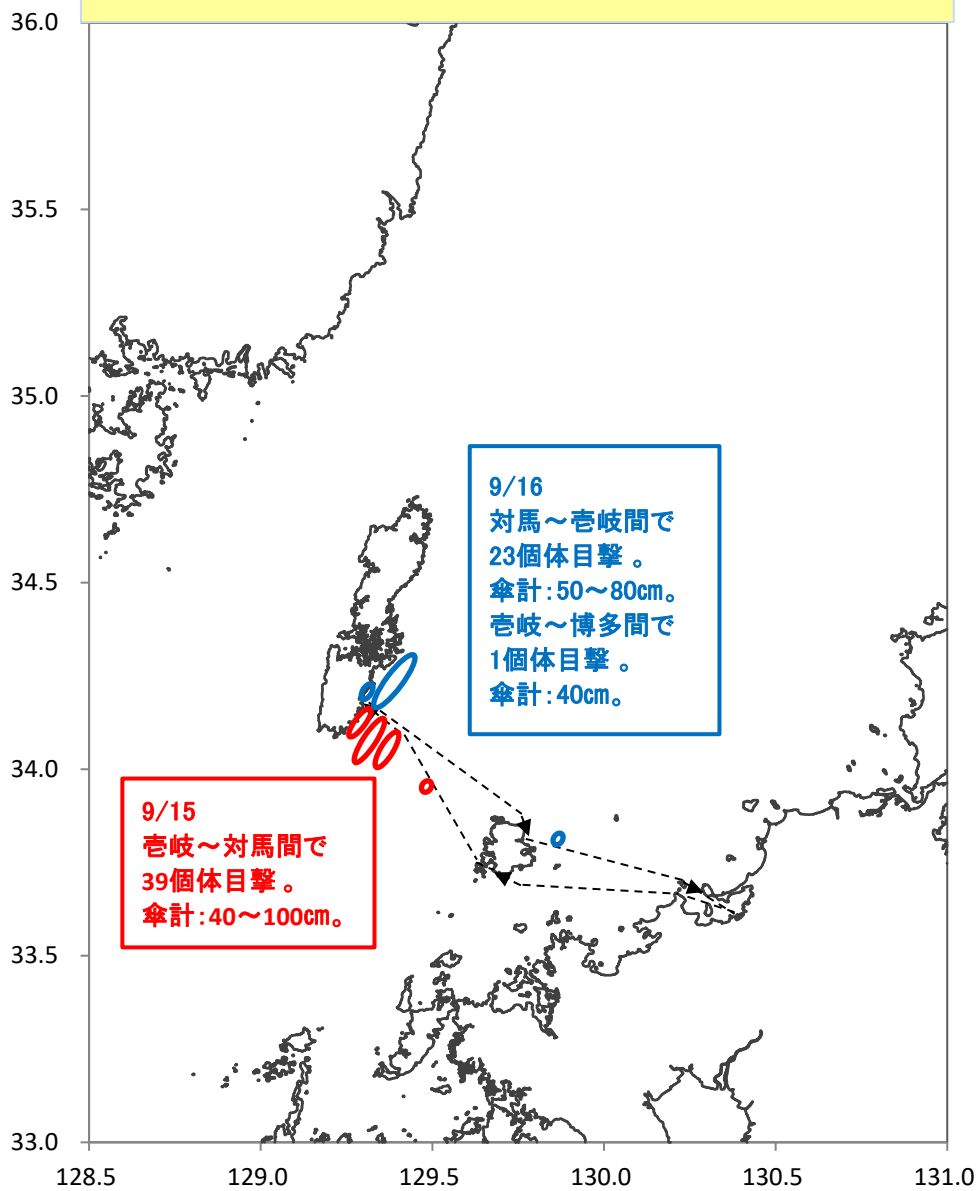 36.0
35.5
35.0
34.5
34.0
33.5
33.0
9/16
対馬~壱岐間で
23個体目撃 。
傘計:50~80㎝。
壱岐~博多間で
1個体目撃 。
傘計:40㎝。
9/15
壱岐~対馬間で
39個体目撃 。
傘計:40~100㎝。
128.5 129.0 129.5 130.0 130.5 131.0